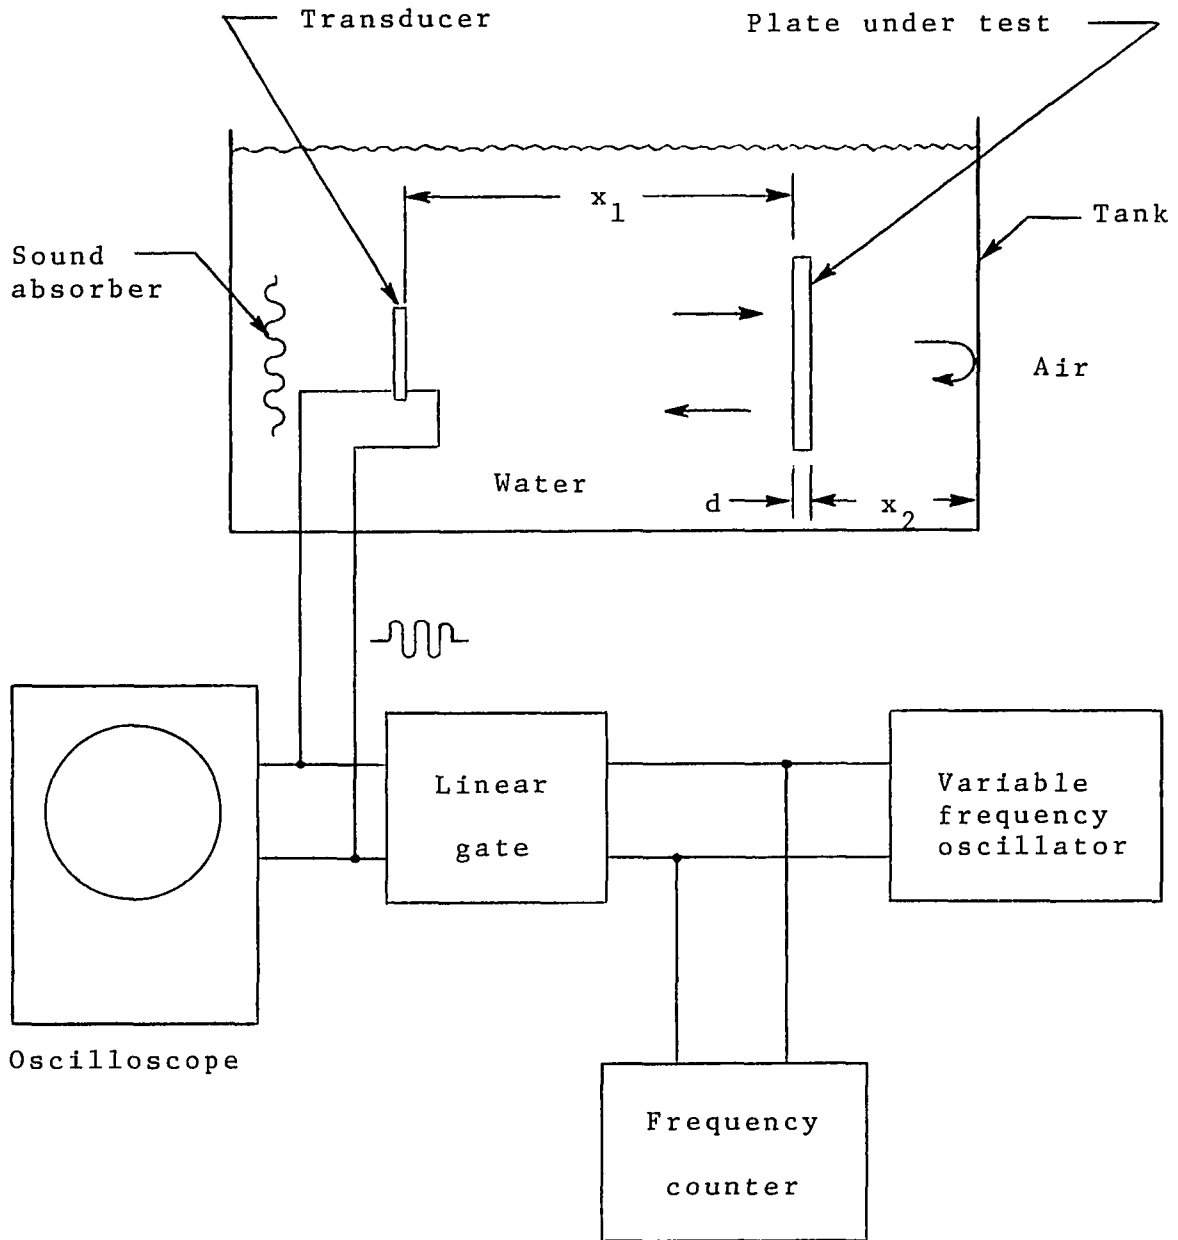 Transducer
Plate under test
x1
Tank
Sound
absorber
Air
Water
d
x2
Linear
gate
Variable
frequency
oscillator
Oscilloscope
Frequency
counter